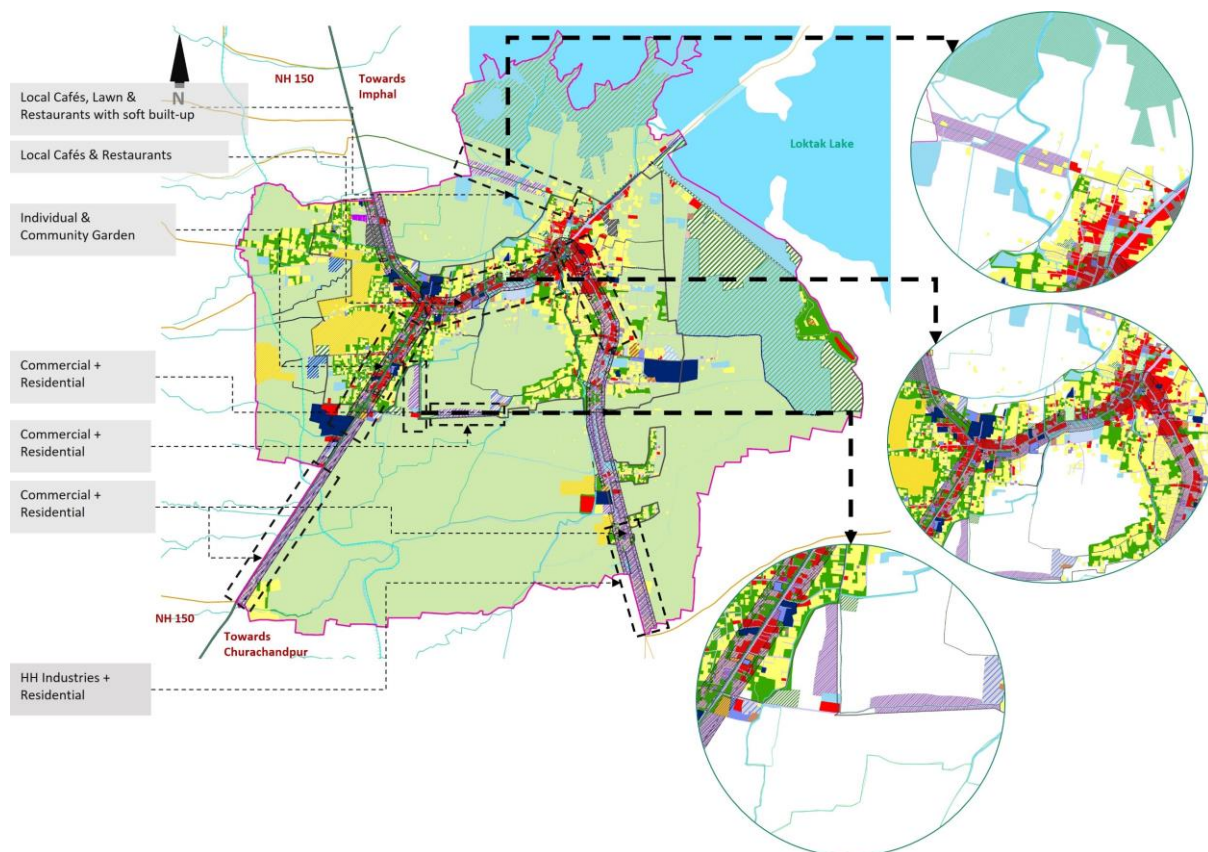 NH 150
Towards
Imphal
N
Local Cafés, Lawn &
Restaurants with soft built-up
Local Cafés & Restaurants
Individual &
Community Garden
Loktak Lake
Commercial +
Residential
Commercial +
Residential
Commercial +
Residential
NH 150
Towards
Churachandpur
HH Industries +
Residential